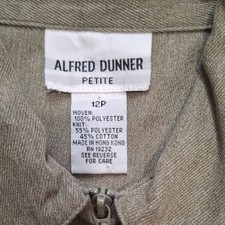 ALFRED DUNNER
PETITE
12P
WOVEN:
100% POLYESTER
KNIT:
55% POLYESTER
45% COTTON
MADE IN HONG KONG
RN 19232
SEE REVERSE
FOR CARE